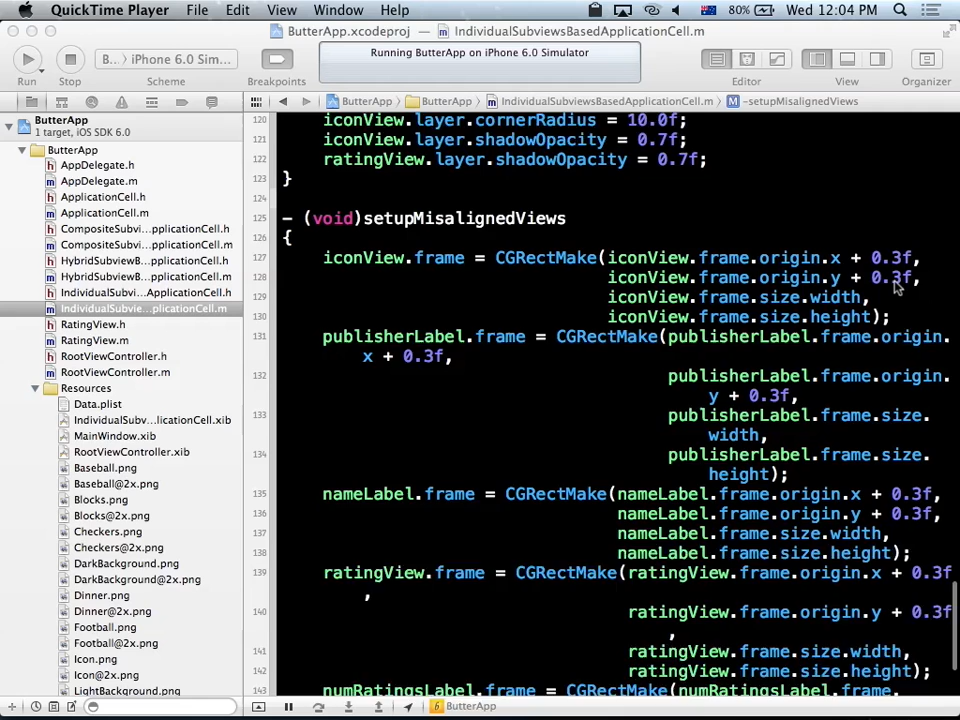 QuickTime Player File Edit View Window Help 80% Wed 12:04 PM
ButterApp.xcodeproj IndividualSubviewsBasedApplicationCell.m
Running ButterApp on iPhone 6.0 Simulator
B... iPhone 6.0 Sim...
Run Stop Scheme Breakpoints Editor View Organizer
ButterApp ButterApp IndividualSubviewsBasedApplicationCell.m -setupMisalignedViews
ButterApp
1 target, iOS SDK 6.0
ButterApp
AppDelegate.h
AppDelegate.m
ApplicationCell.h
ApplicationCell.m
CompositeSubvi...pplicationCell.h
CompositeSubvi...pplicationCell.m
HybridSubviewB...pplicationCell.h
HybridSubviewB...pplicationCell.m
IndividualSubvi...ApplicationCell.h
IndividualSubvie...plicationCell.m
RatingView.h
RatingView.m
RootViewController.h
RootViewController.m
Resources
Data.plist
IndividualSubv...licationCell.xib
MainWindow.xib
RootViewController.xib
Baseball.png
Baseball@2x.png
Blocks.png
Blocks@2x.png
Checkers.png
Checkers@2x.png
DarkBackground.png
DarkBackground@2x.png
Dinner.png
Dinner@2x.png
Football.png
Football@2x.png
Icon.png
Icon@2x.png
LightBackground.png
120 iconView.layer.cornerRadius = 10.0f;
121 iconView.layer.shadowOpacity = 0.7f;
122 ratingView.layer.shadowOpacity = 0.7f;
123 }
124
125 - (void)setupMisalignedViews
126 {
127 iconView.frame = CGRectMake(iconView.frame.origin.x + 0.3f,
128 iconView.frame.origin.y + 0.3f,
129 iconView.frame.size.width,
130 iconView.frame.size.height);
131 publisherLabel.frame = CGRectMake(publisherLabel.frame.origin.
x + 0.3f,
132 publisherLabel.frame.origin.
y + 0.3f,
133 publisherLabel.frame.size.
width,
134 publisherLabel.frame.size.
height);
135 nameLabel.frame = CGRectMake(nameLabel.frame.origin.x + 0.3f,
136 nameLabel.frame.origin.y + 0.3f,
137 nameLabel.frame.size.width,
138 nameLabel.frame.size.height);
139 ratingView.frame = CGRectMake(ratingView.frame.origin.x + 0.3f
,
140 ratingView.frame.origin.y + 0.3f
,
141 ratingView.frame.size.width,
142 ratingView.frame.size.height);
143 numRatingsLabel.frame = CGRectMake(numRatingsLabel.frame.
ButterApp